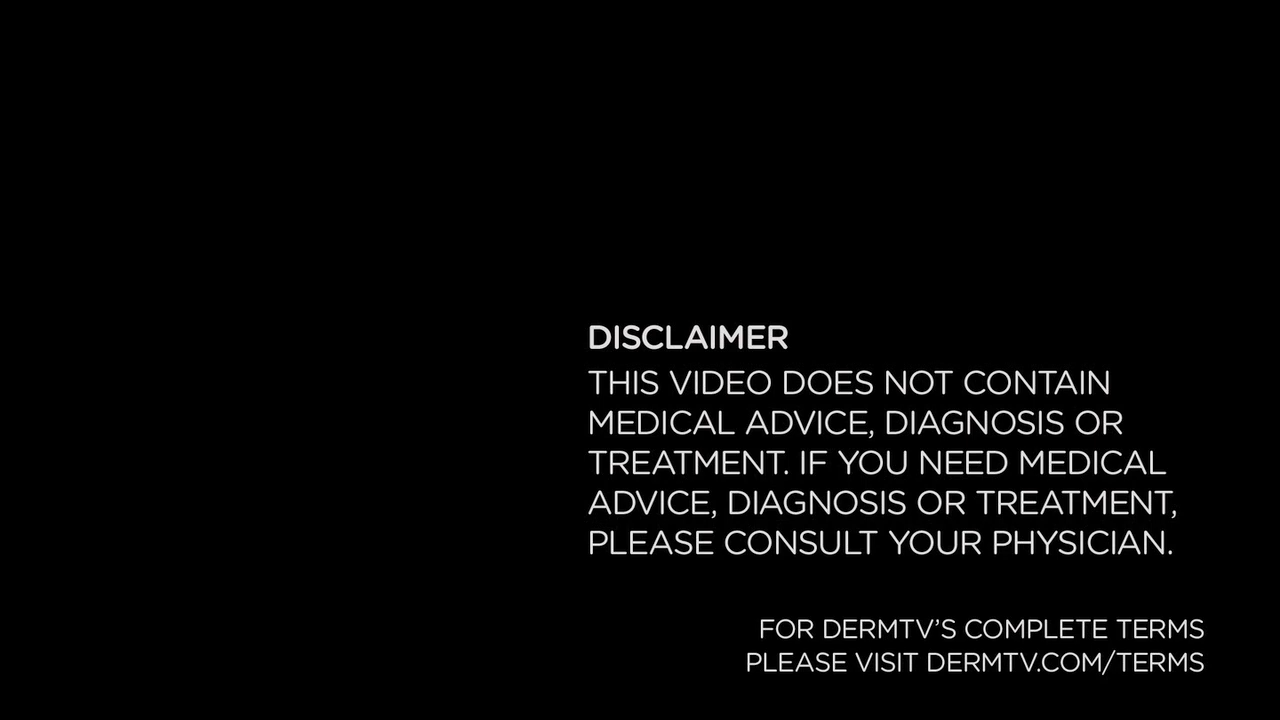 DISCLAIMER
THIS VIDEO DOES NOT CONTAIN
MEDICAL ADVICE, DIAGNOSIS OR
TREATMENT. IF YOU NEED MEDICAL
ADVICE, DIAGNOSIS OR TREATMENT,
PLEASE CONSULT YOUR PHYSICIAN.
FOR DERMTV’S COMPLETE TERMS
PLEASE VISIT DERMTV.COM/TERMS